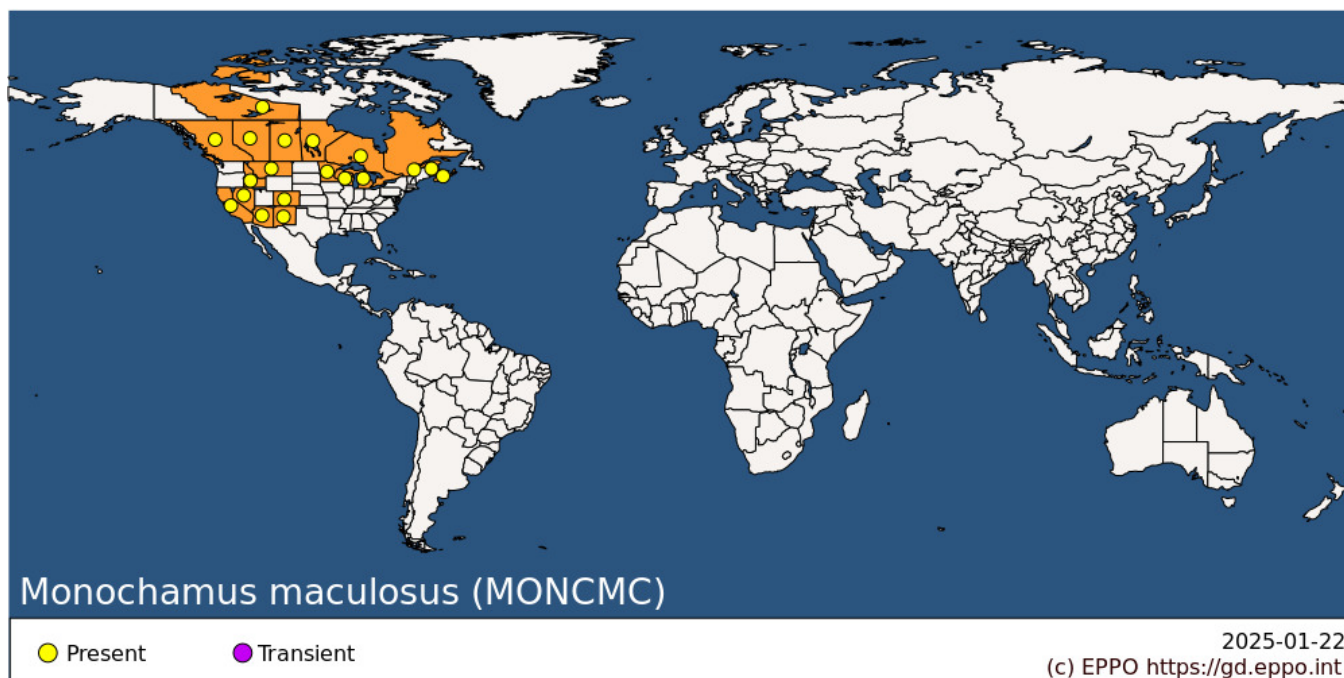 Monochamus maculosus (MONCMC)
Present
Transient
2025-01-22
(c) EPPO https://gd.eppo.int